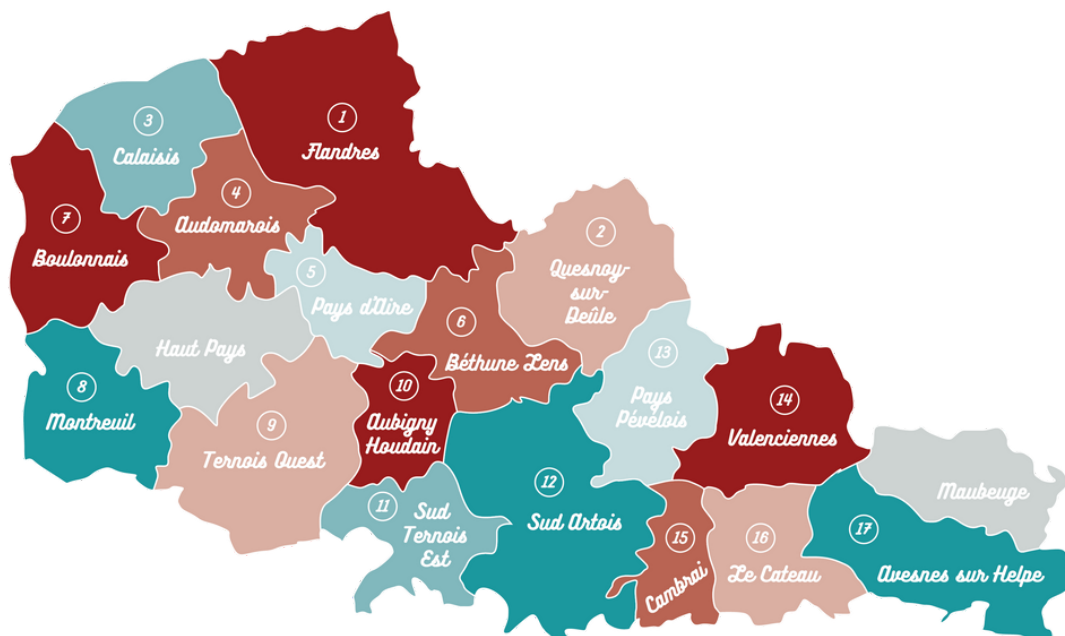 1
Flandres
3
Calaisis
4
Audomarois
7
Boulonnais
2
Quesnoy-
sur-
Deûle
5
Pays d'Aire
6
Béthune Lens
Haut Pays
13
Pays
Pévélois
8
Montreuil
10
Aubigny
Houdain
14
Valenciennes
9
Ternois Ouest
12
Sud Artois
11
Sud
Ternois
Est
Maubeuge
15
Cambrai
16
Le Cateau
17
Avesnes sur Helpe